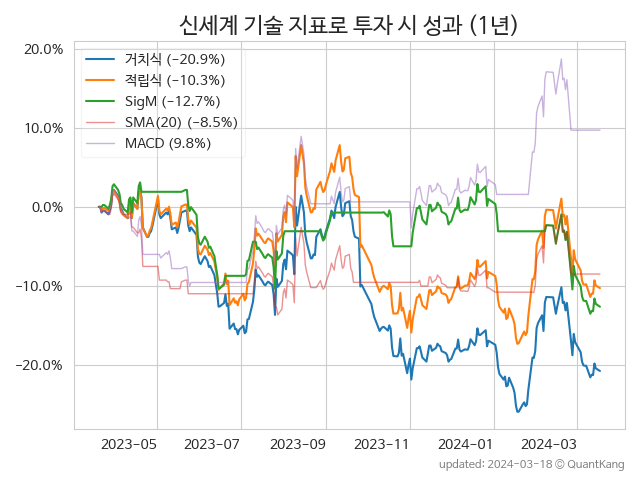 신세계 기술 지표로 투자 시 성과 (1년)
20.0%
10.0%
0.0%
−10.0%
−20.0%
거치식 (−20.9%)
적립식 (−10.3%)
SigM (−12.7%)
SMA(20) (−8.5%)
MACD (9.8%)
2023-05
2023-07
2023-09
2023-11
2024-01
2024-03
updated: 2024-03-18 © QuantKang